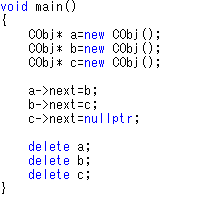 void main()
{
    CObj* a=new CObj();
    CObj* b=new CObj();
    CObj* c=new CObj();

    a->next=b;
    b->next=c;
    c->next=nullptr;

    delete a;
    delete b;
    delete c;
}